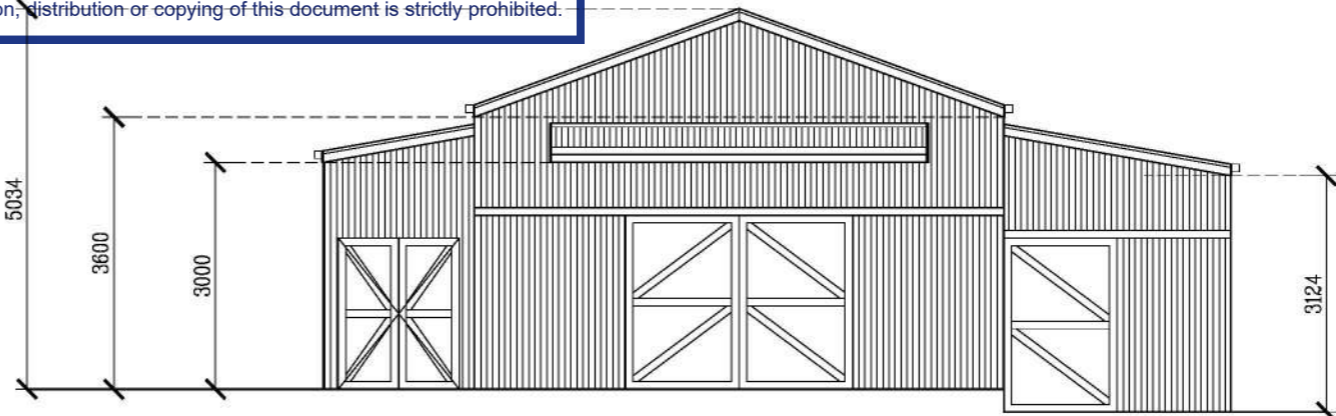 on, distribution or copying of this document is strictly prohibited.
5034
3600
3000
3124